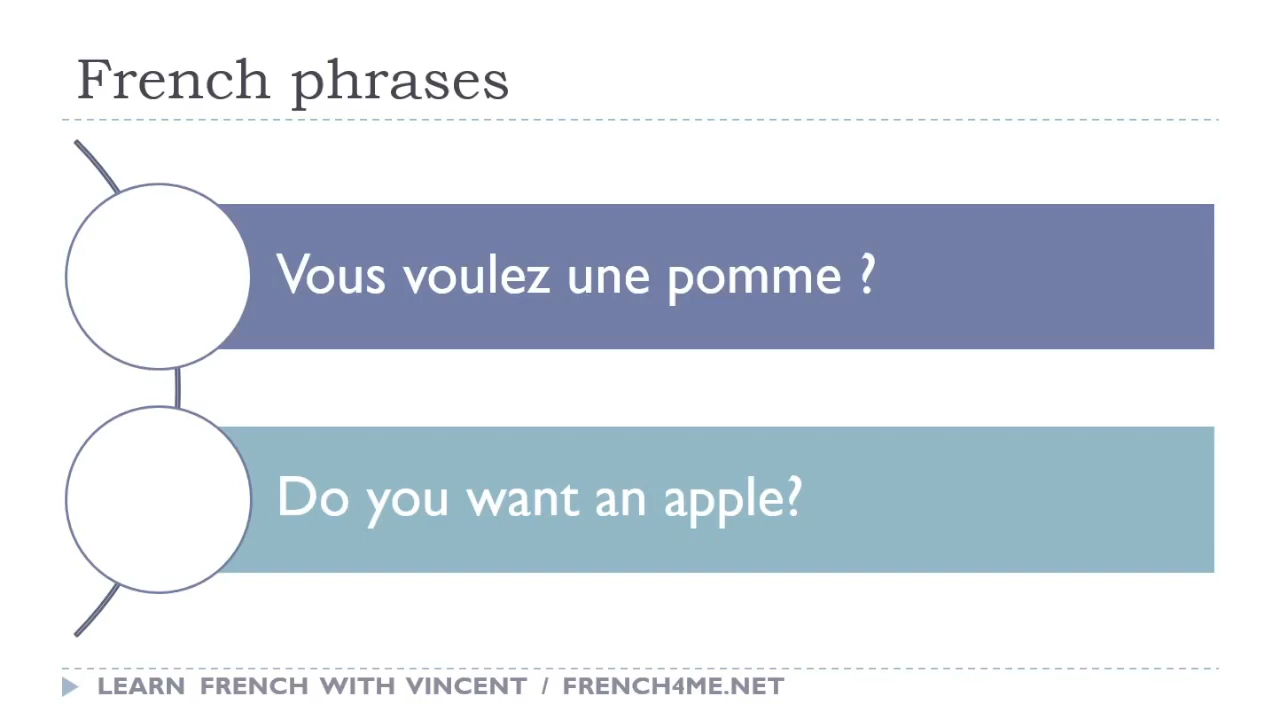 French phrases
Vous voulez une pomme ?
Do you want an apple?
LEARN FRENCH WITH VINCENT / FRENCH4ME.NET